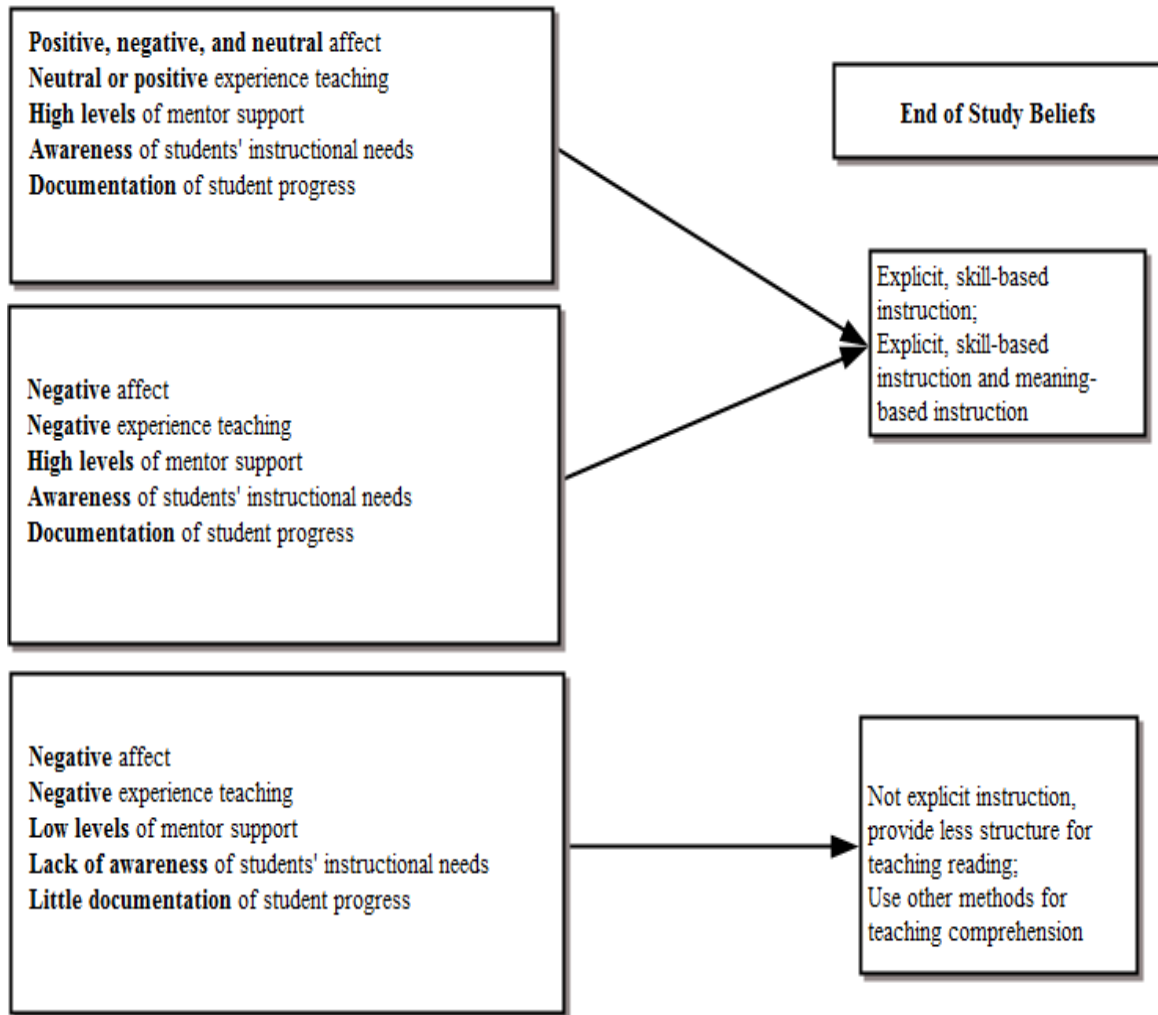 Positive, negative, and neutral affect
Neutral or positive experience teaching
High levels of mentor support
Awareness of students' instructional needs
Documentation of student progress
End of Study Beliefs
Explicit, skill-based
instruction;
Explicit, skill-based
instruction and meaning-
based instruction
Negative affect
Negative experience teaching
High levels of mentor support
Awareness of students' instructional needs
Documentation of student progress
Negative affect
Negative experience teaching
Low levels of mentor support
Lack of awareness of students' instructional needs
Little documentation of student progress
Not explicit instruction,
provide less structure for
teaching reading;
Use other methods for
teaching comprehension